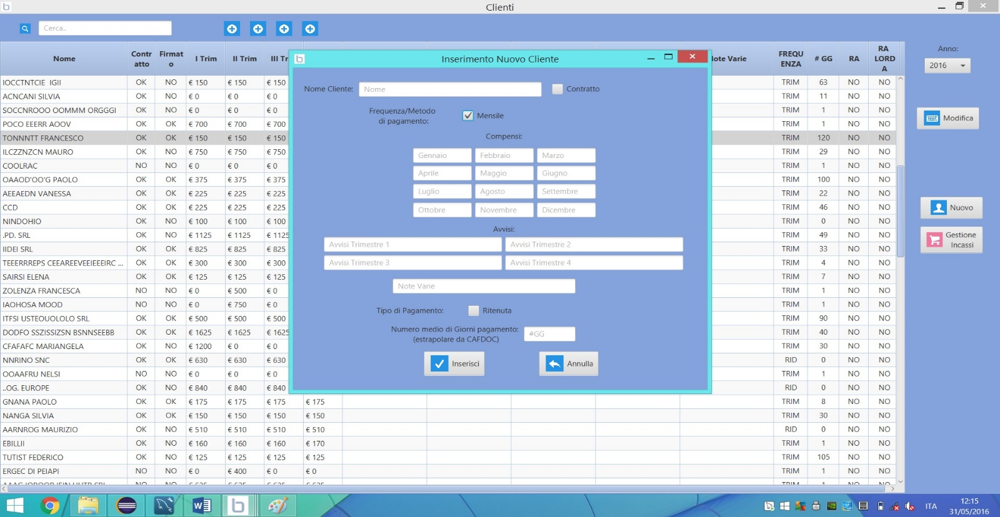 Clienti
Cerca..
Nome Contratto Firmato I Trim II Trim III Tr Note Varie FREQUENZA # GG RA RA LORDA
IOCCTNTCIE IGII OK NO € 150 € 150 € 150 TRIM 63 NO NO
ACNCANI SILVIA OK NO € 0 € 0 € 0 TRIM 11 NO NO
SOCCNROOO OOMMM ORGGGI OK NO € 0 € 0 € 0 TRIM 1 NO NO
POCO EEERR AOOV OK OK € 700 € 700 € 700 TRIM 1 NO NO
TONNNTT FRANCESCO OK OK € 150 € 150 € 150 TRIM 120 NO NO
ILCZZNZCN MAURO OK NO € 750 € 750 € 750 TRIM 29 NO NO
COOLRAC NO NO € 0 € 0 € 0 TRIM 1 NO NO
OAAOD'OO'G PAOLO OK OK € 375 € 375 € 375 TRIM 100 NO NO
AEEAEDN VANESSA OK OK € 225 € 225 € 225 TRIM 22 NO NO
CCD OK OK € 225 € 225 € 225 TRIM 46 NO NO
NINDOHIO OK NO € 100 € 100 € 100 TRIM 0 NO NO
.PD. SRL OK NO € 1125 € 1125 € 1125 TRIM 49 NO NO
IIDEI SRL OK OK € 825 € 825 € 825 TRIM 33 NO NO
TEEERRREPS CEEAREEVEEIEEEIRC ... OK OK € 300 € 300 € 300 TRIM 4 NO NO
SAIRSI ELENA OK OK € 125 € 125 € 125 TRIM 7 NO NO
ZOLENZA FRANCESCA NO NO € 0 € 500 € 0 TRIM 1 NO NO
IAOHOSA MOOD NO NO € 0 € 750 € 0 TRIM 1 NO NO
ITFSI USTEOUOLOLO SRL OK OK € 500 € 500 € 500 TRIM 90 NO NO
DODFO SSZISSIZSN BSNNSEEBB OK OK € 1625 € 1625 € 1625 TRIM 40 NO NO
CFAFAFC MARIANGELA OK NO € 1200 € 0 € 0 TRIM 30 NO NO
NNRINO SNC OK OK € 630 € 630 € 630 RID 0 NO NO
OOAAFRU NELSI NO NO € 0 € 0 € 0 TRIM 1 NO NO
..OG. EUROPE OK NO € 840 € 840 € 840 RID 0 NO NO
GNANA PAOLO OK OK € 175 € 175 € 175 € 175 TRIM 8 NO NO
NANGA SILVIA OK OK € 150 € 150 € 150 € 150 TRIM 30 NO NO
AARNROG MAURIZIO OK NO € 510 € 510 € 510 € 510 RID 0 NO NO
EBILLII OK NO € 160 € 160 € 160 € 170 TRIM 1 NO NO
TUTIST FEDERICO OK NO € 125 € 125 € 125 € 125 TRIM 105 NO NO
ERGEC DI PEIAPI NO NO € 0 € 400 € 0 € 0 TRIM 1 NO NO
Inserimento Nuovo Cliente
Nome Cliente: Nome Contratto
Frequenza/Metodo
di pagamento: Mensile
Compensi:
Gennaio Febbraio Marzo
Aprile Maggio Giugno
Luglio Agosto Settembre
Ottobre Novembre Dicembre
Avvisi:
Avvisi Trimestre 1 Avvisi Trimestre 2
Avvisi Trimestre 3 Avvisi Trimestre 4
Note Varie
Tipo di Pagamento: Ritenuta
Numero medio di Giorni pagamento:
(estrapolare da CAFDOC) #GG
Inserisci Annulla
Anno:
2016
Modifica
Nuovo
Gestione
Incassi
ITA
12:15
31/05/2016